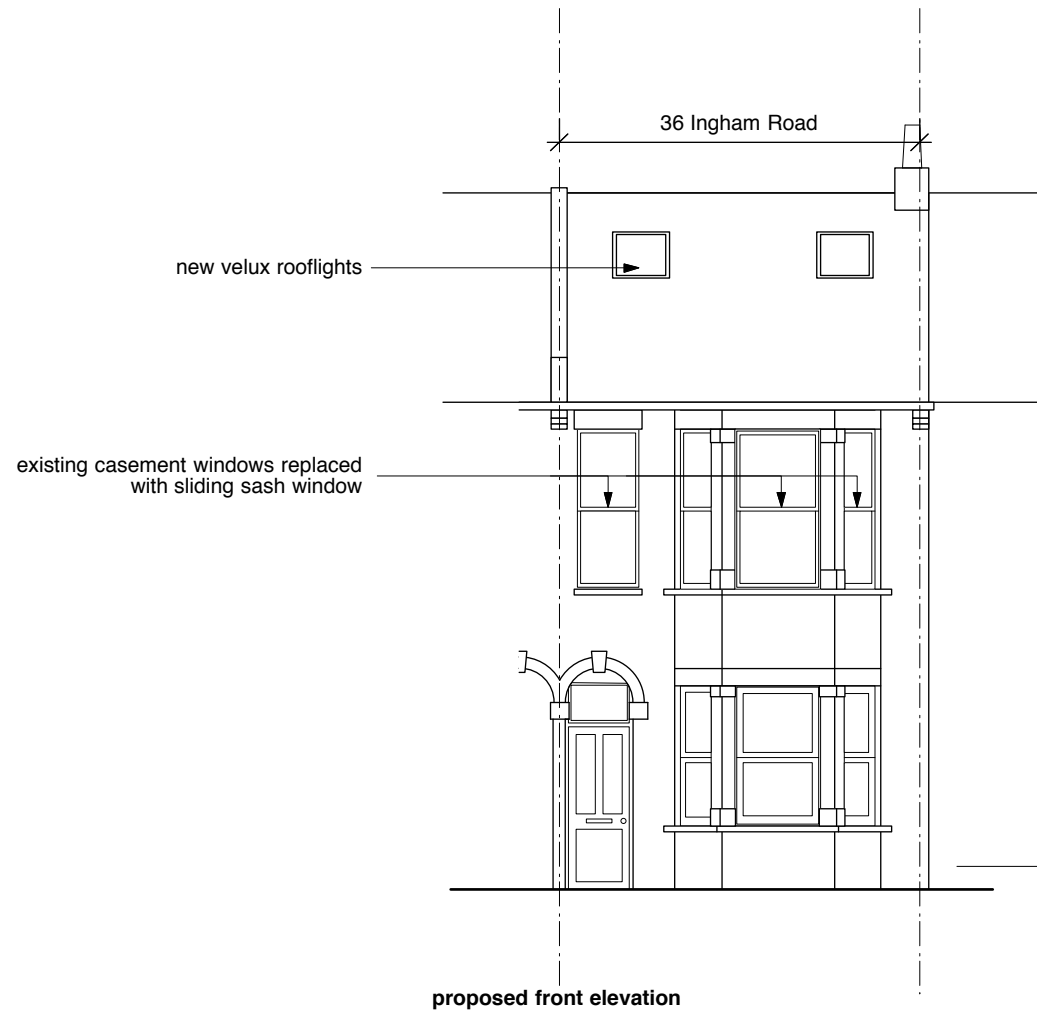 36 Ingham Road
new velux rooflights
existing casement windows replaced
with sliding sash window
proposed front elevation